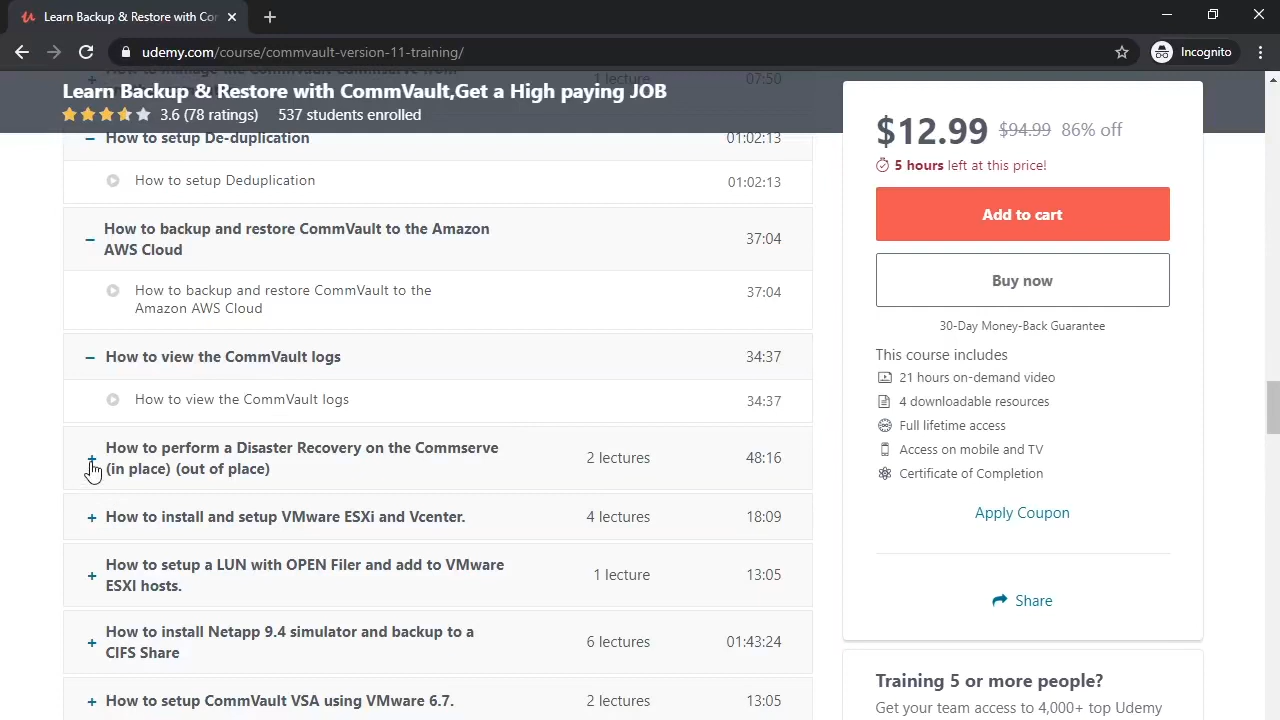 Learn Backup & Restore with Cor
udemy.com/course/commvault-version-11-training/
Incognito
1 lecture
07:50
Learn Backup & Restore with CommVault,Get a High paying JOB
3.6 (78 ratings)
537 students enrolled
How to setup De-duplication
01:02:13
How to setup Deduplication
01:02:13
How to backup and restore CommVault to the Amazon
AWS Cloud
37:04
How to backup and restore CommVault to the
Amazon AWS Cloud
37:04
How to view the CommVault logs
34:37
How to view the CommVault logs
34:37
How to perform a Disaster Recovery on the Commserve
(in place) (out of place)
2 lectures
48:16
How to install and setup VMware ESXi and Vcenter.
4 lectures
18:09
How to setup a LUN with OPEN Filer and add to VMware
ESXI hosts.
1 lecture
13:05
How to install Netapp 9.4 simulator and backup to a
CIFS Share
6 lectures
01:43:24
How to setup CommVault VSA using VMware 6.7.
2 lectures
13:05
$12.99 $94.99 86% off
5 hours left at this price!
Add to cart
Buy now
30-Day Money-Back Guarantee
This course includes
21 hours on-demand video
4 downloadable resources
Full lifetime access
Access on mobile and TV
Certificate of Completion
Apply Coupon
Share
Training 5 or more people?
Get your team access to 4,000+ top Udemy